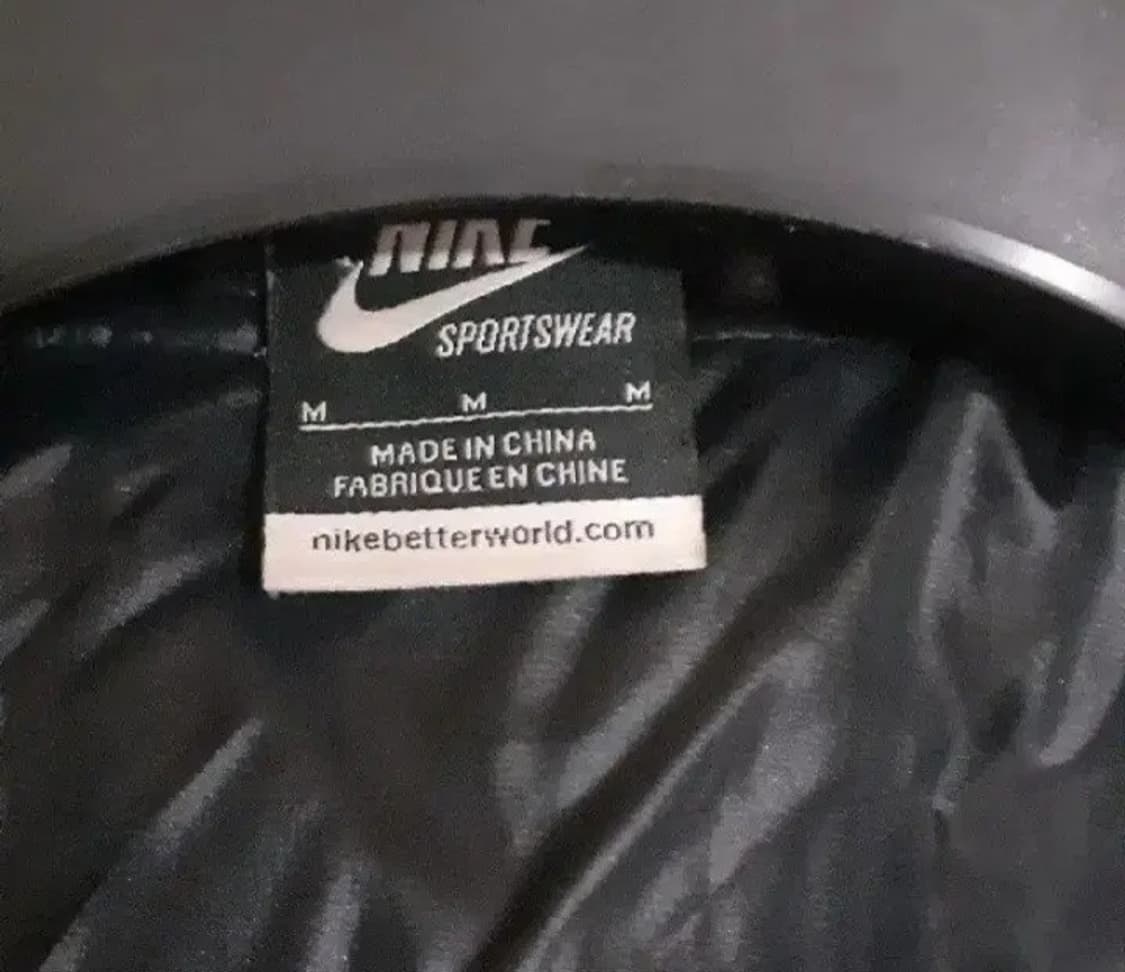 NIKE
SPORTSWEAR
M M M
MADE IN CHINA
FABRIQUE EN CHINE
nikebetterworld.com